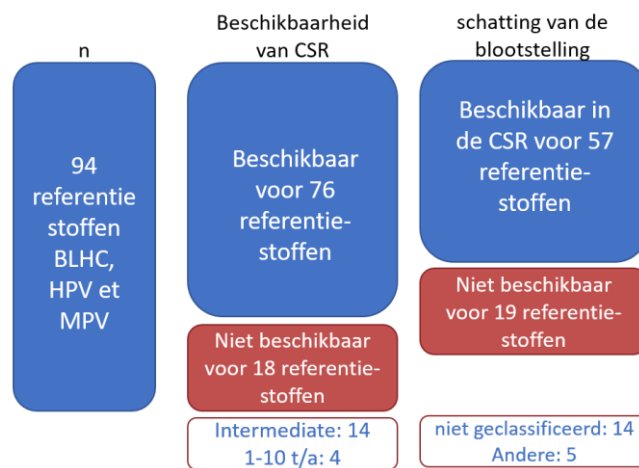 n
94
referentie
stoffen
BLHC,
HPV et
MPV
Beschikbaarheid
van CSR
Beschikbaar
voor 76
referentie-
stoffen
Niet beschikbaar
voor 18 referentie-
stoffen
Intermediate: 14
1-10 t/a: 4
schatting van de
blootstelling
Beschikbaar in
de CSR voor 57
referentie-
stoffen
Niet beschikbaar
voor 19 referentie-
stoffen
niet geclassificeerd: 14
Andere: 5